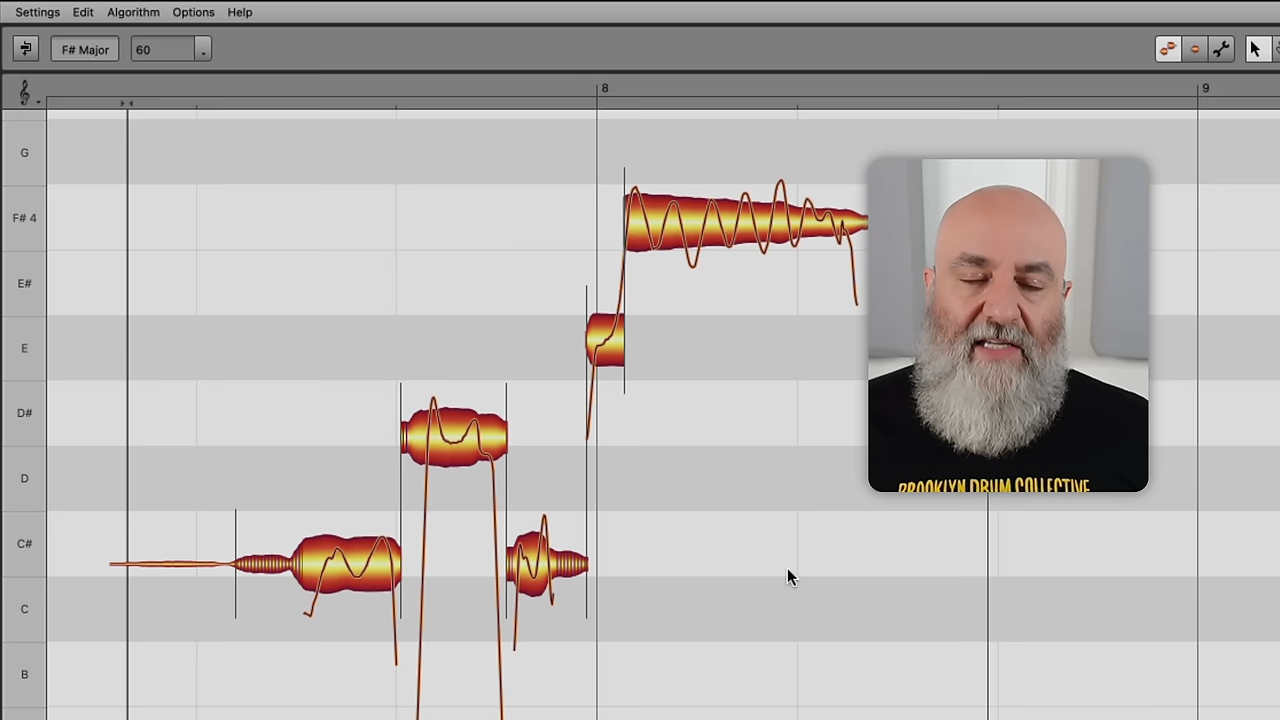 Settings Edit Algorithm Options Help
F# Major 60
8 9
G
F# 4
E#
E
D#
D
C#
C
B
BROOKLYN DRUM COLLECTIVE